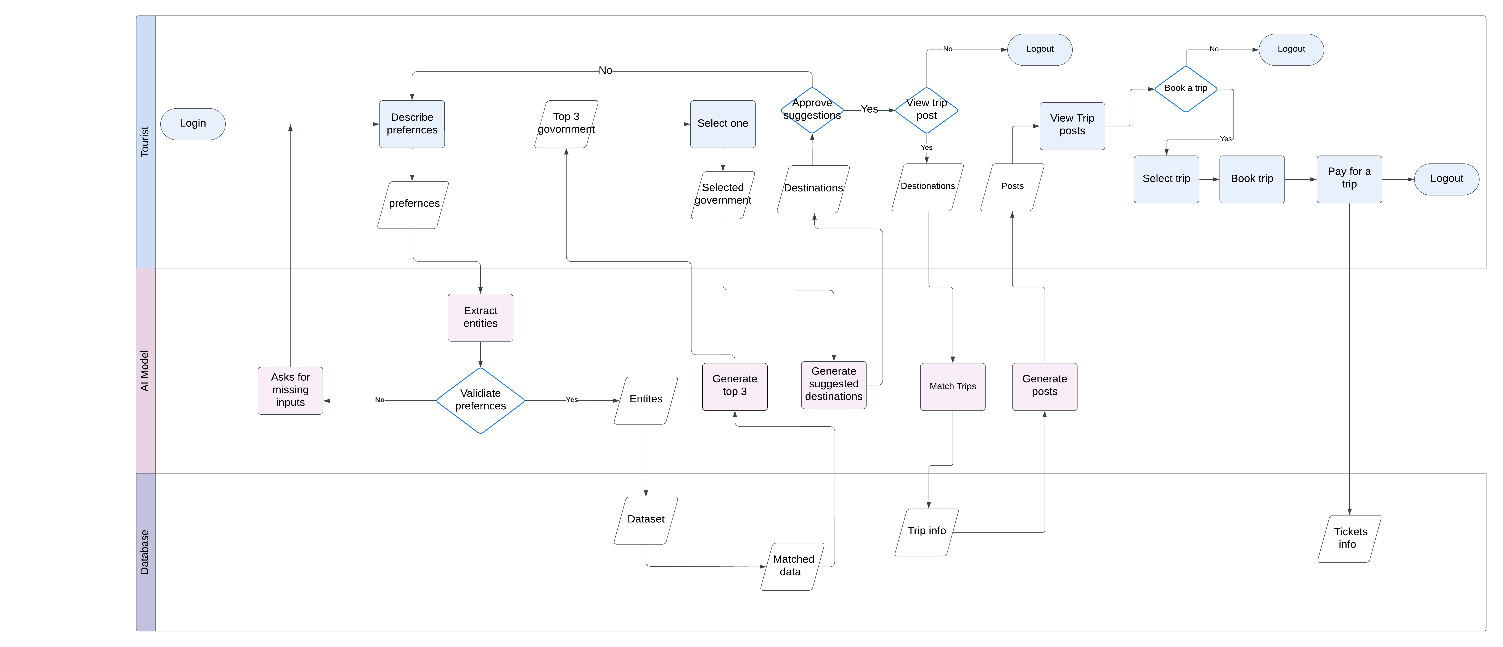 Tourist
Login
Describe
prefernces
prefernces
No
Top 3
govornment
Select one
Selected
government
Approve
suggestions
Yes
Destinations
View trip
post
No
Logout
Yes
Destionations
Posts
View Trip
posts
Book a trip
No
Logout
Yes
Select trip
Book trip
Pay for a
trip
Logout
AI Model
Asks for
missing
inputs
No
Extract
entities
Validiate
prefernces
Yes
Entites
Generate
top 3
Generate
suggested
destinations
Match Trips
Generate
posts
Database
Dataset
Matched
data
Trip info
Tickets
info